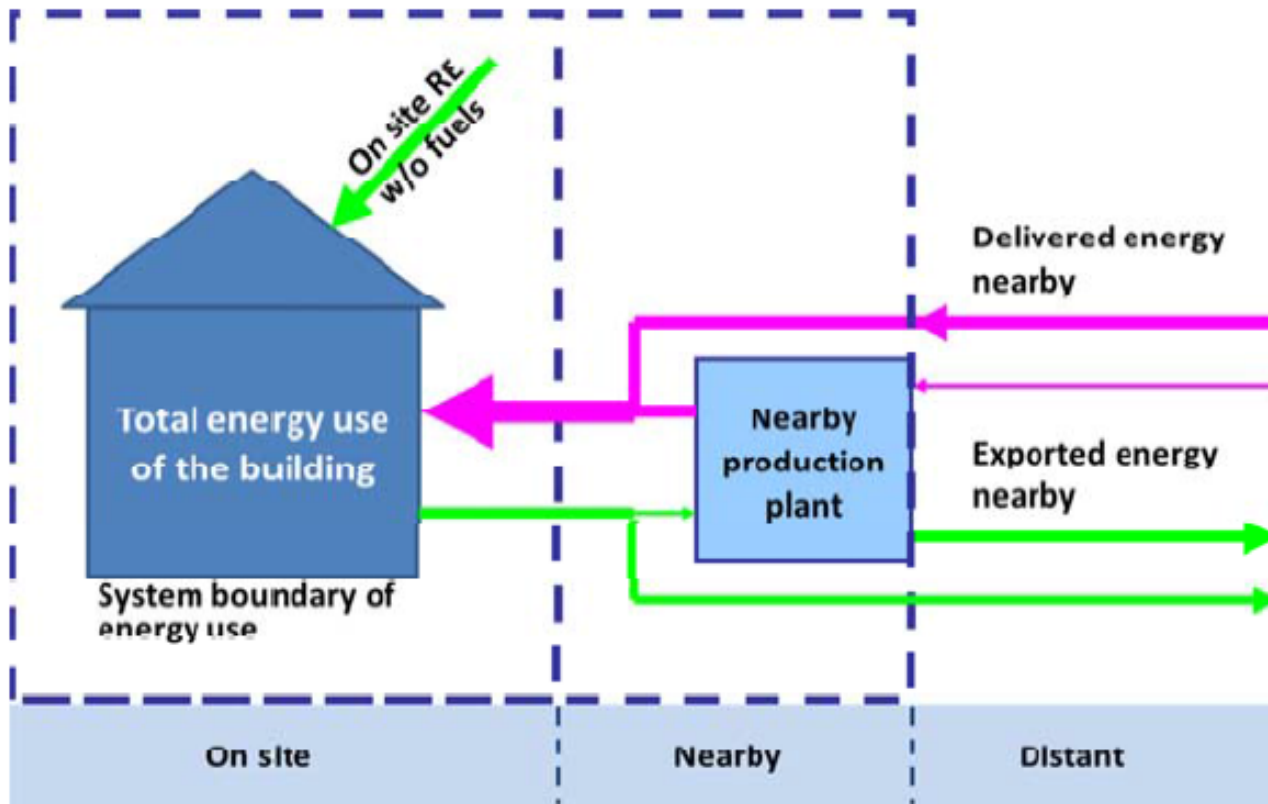 On site RE
w/o fuels
Delivered energy
nearby
Total energy use
of the building
Nearby
production
plant
Exported energy
nearby
System boundary of
energy use
On site
Nearby
Distant